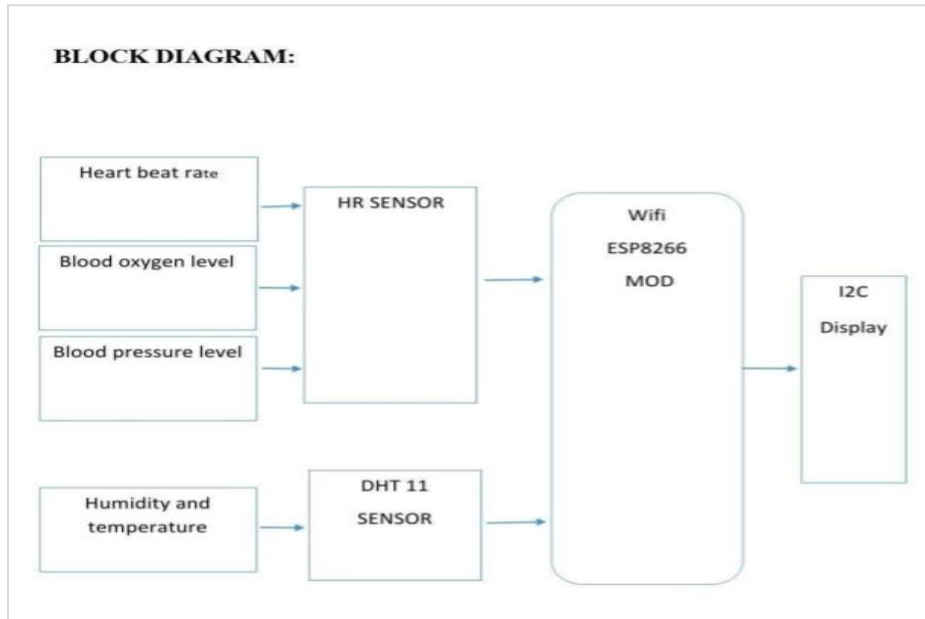 BLOCK DIAGRAM:
Heart beat rate
Blood oxygen level
Blood pressure level
HR SENSOR
Wifi
ESP8266
MOD
I2C
Display
Humidity and
temperature
DHT 11
SENSOR